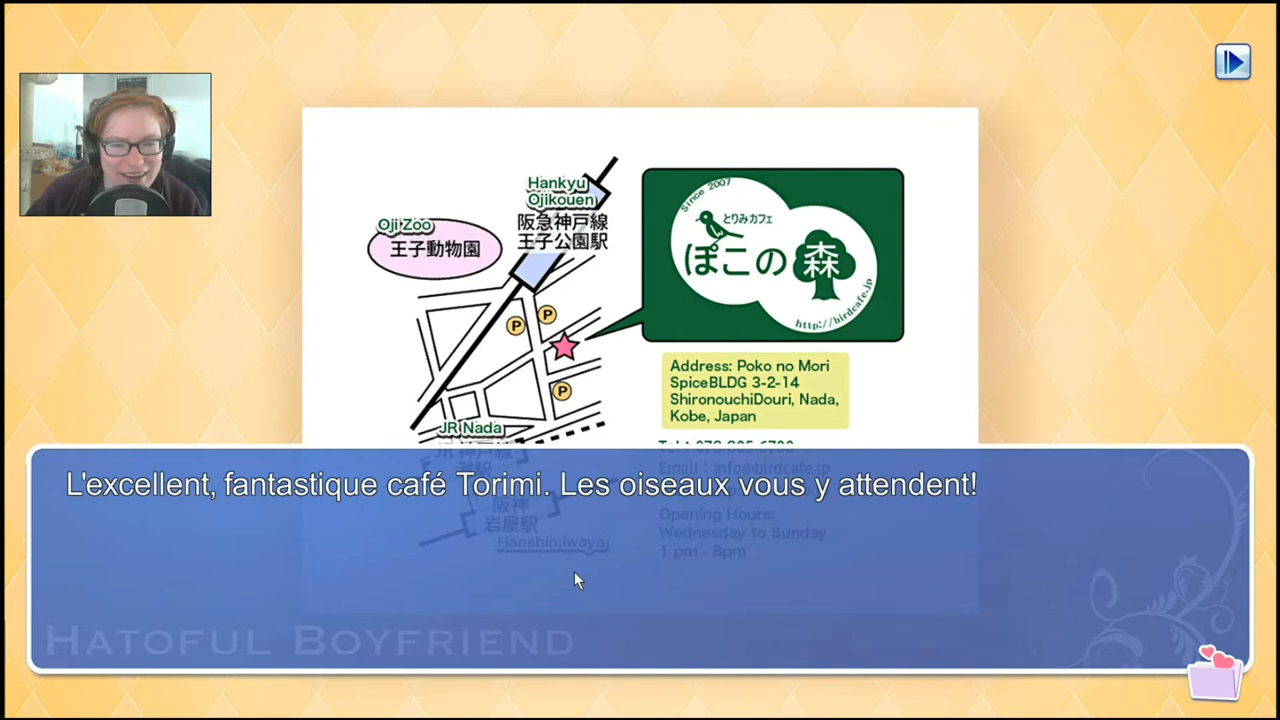 Hankyu
Ojikouen
阪急神戸線
王子公園駅
Oji Zoo
王子動物園
Since 2007
とりみカフェ
ぽこの森
http://birdcafe.jp
P
P
P
Address: Poko no Mori
SpiceBLDG 3-2-14
ShironouchiDouri, Nada,
Kobe, Japan
JR Nada
JR 神戸線
Email : info@birdcafe.jp
L'excellent, fantastique café Torimi. Les oiseaux vous y attendent!
阪神
岩屋駅
Hanshin Iwaya
Opening Hours:
Wednesday to Sunday
1 pm - 8pm
HATOFUL BOYFRIEND